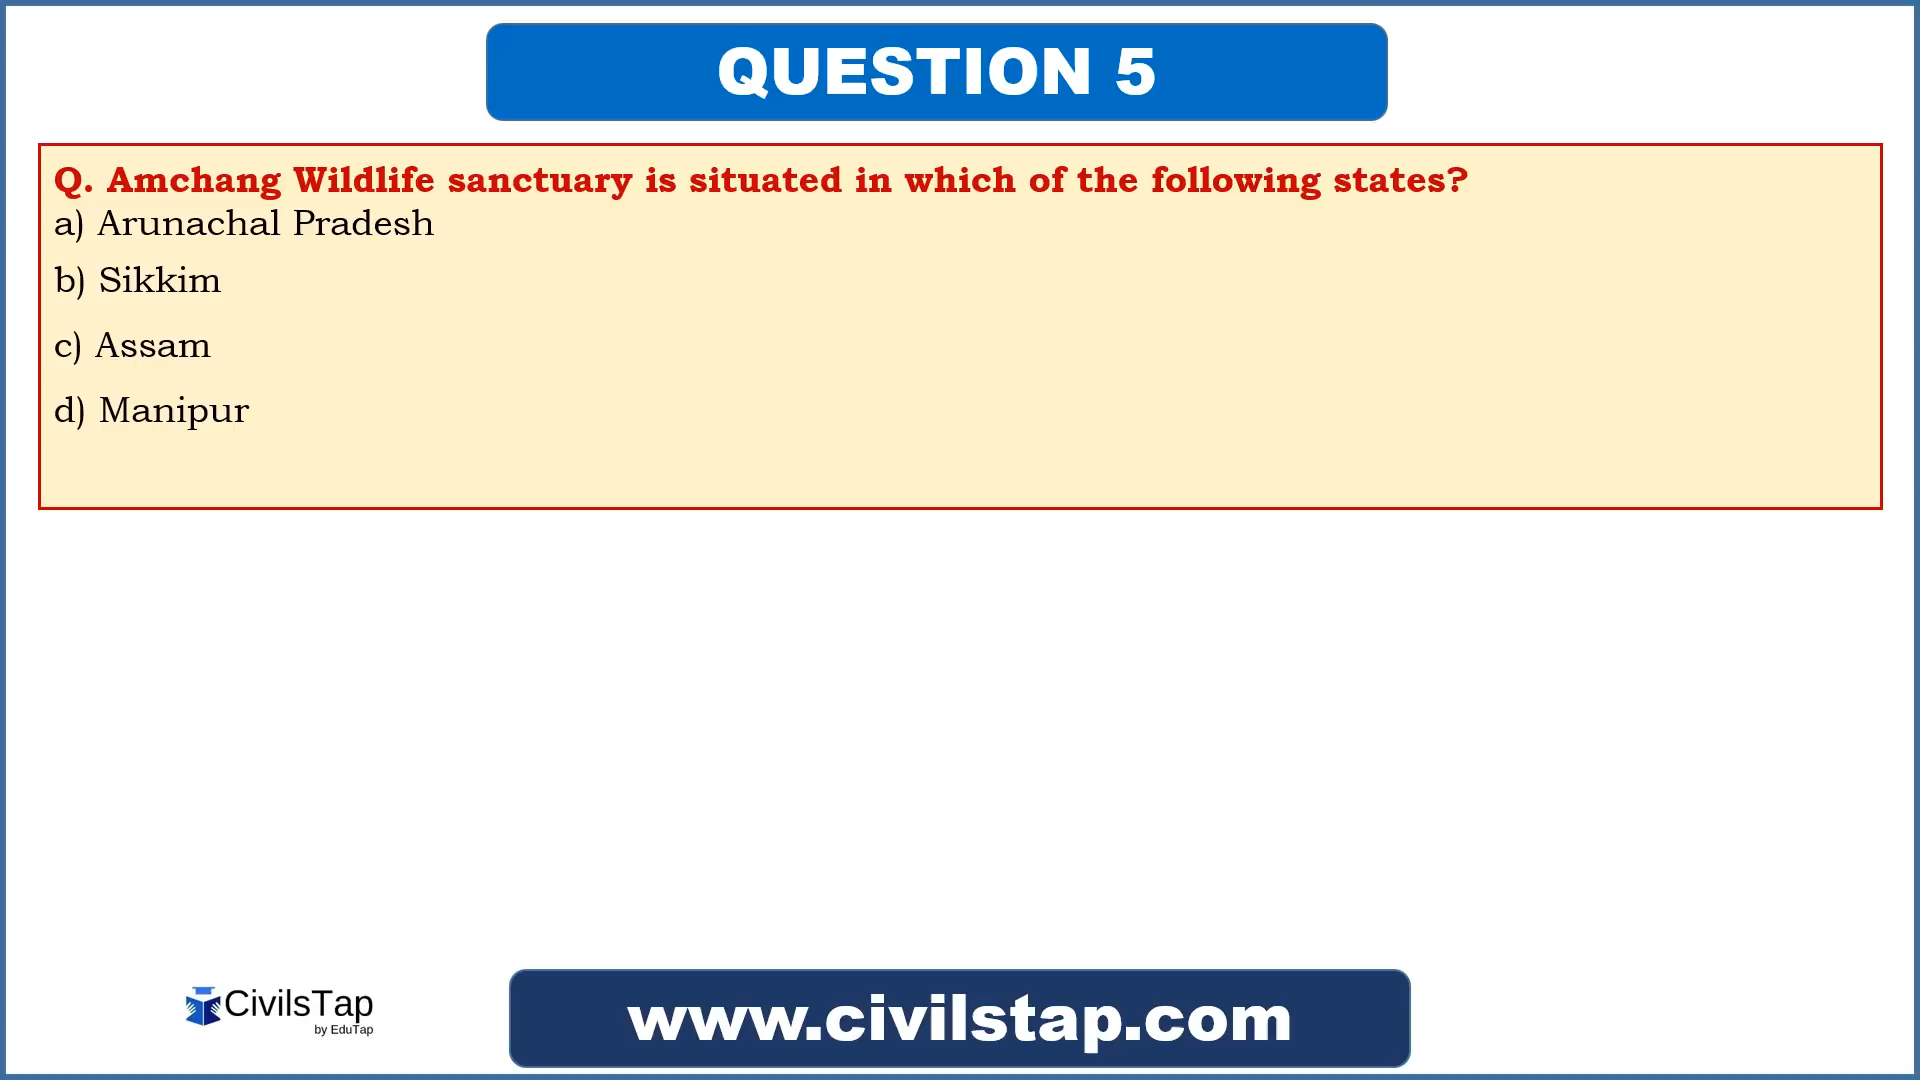 QUESTION 5
Q. Amchang Wildlife sanctuary is situated in which of the following states?
a) Arunachal Pradesh
b) Sikkim
c) Assam
d) Manipur
CivilsTap
by EduTap
www.civilstap.com